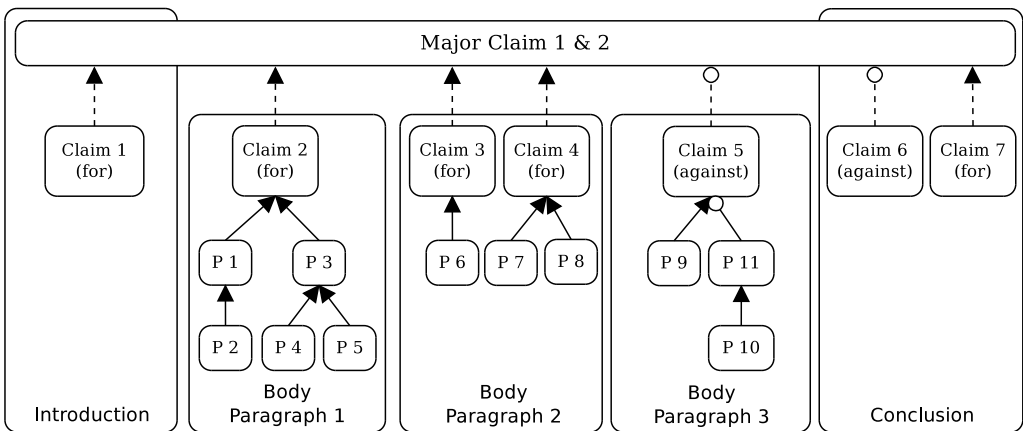 Major Claim 1 & 2
Claim 1
(for)
Introduction
Claim 2
(for)
P 1
P 3
P 2
P 4
P 5
Body
Paragraph 1
Claim 3
(for)
Claim 4
(for)
P 6
P 7
P 8
Body
Paragraph 2
Claim 5
(against)
P 9
P 11
P 10
Body
Paragraph 3
Claim 6
(against)
Claim 7
(for)
Conclusion